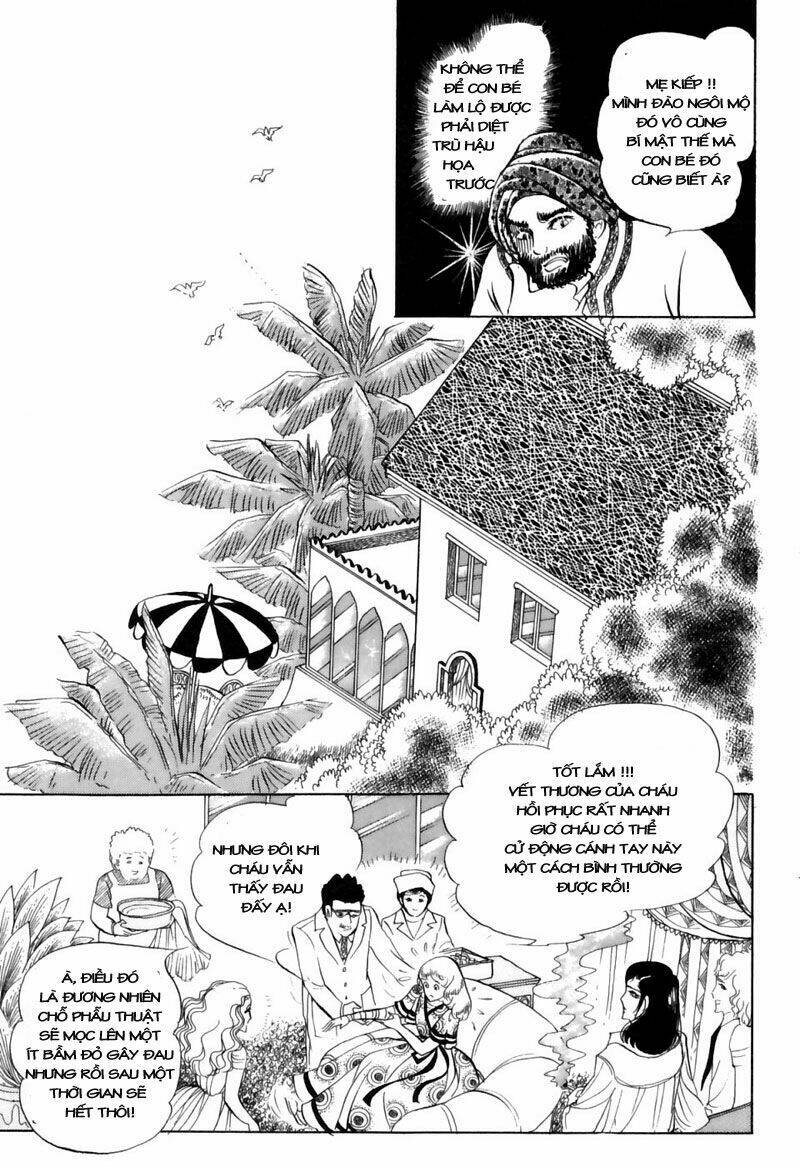 MẸ KIẾP !!
MÌNH ĐÀO NGÔI MỘ
ĐÓ VÔ CÙNG
BÍ MẬT THẾ MÀ
CON BÉ ĐÓ
CŨNG BIẾT À?
KHÔNG THỂ
ĐỂ CON BÉ
LÀM LỘ ĐƯỢC
PHẢI DIỆT
TRÙ HẬU
HỌA
TRƯỚC
TỐT LẮM !!!
VẾT THƯƠNG CỦA CHÁU
HỒI PHỤC RẤT NHANH
GIỜ CHÁU CÓ THỂ
CỬ ĐỘNG CÁNH TAY NÀY
MỘT CÁCH BÌNH THƯỜNG
ĐƯỢC RỒI!
NHƯNG ĐÔI KHI
CHÁU VẪN
THẤY ĐAU
ĐẤY Ạ!
À, ĐIỀU ĐÓ
LÀ ĐƯƠNG NHIÊN
CHỖ PHẪU THUẬT
SẼ MỌC LÊN MỘT
ÍT BẦM ĐỎ GÂY ĐAU
NHƯNG RỒI SAU MỘT
THỜI GIAN SẼ
HẾT THÔI!